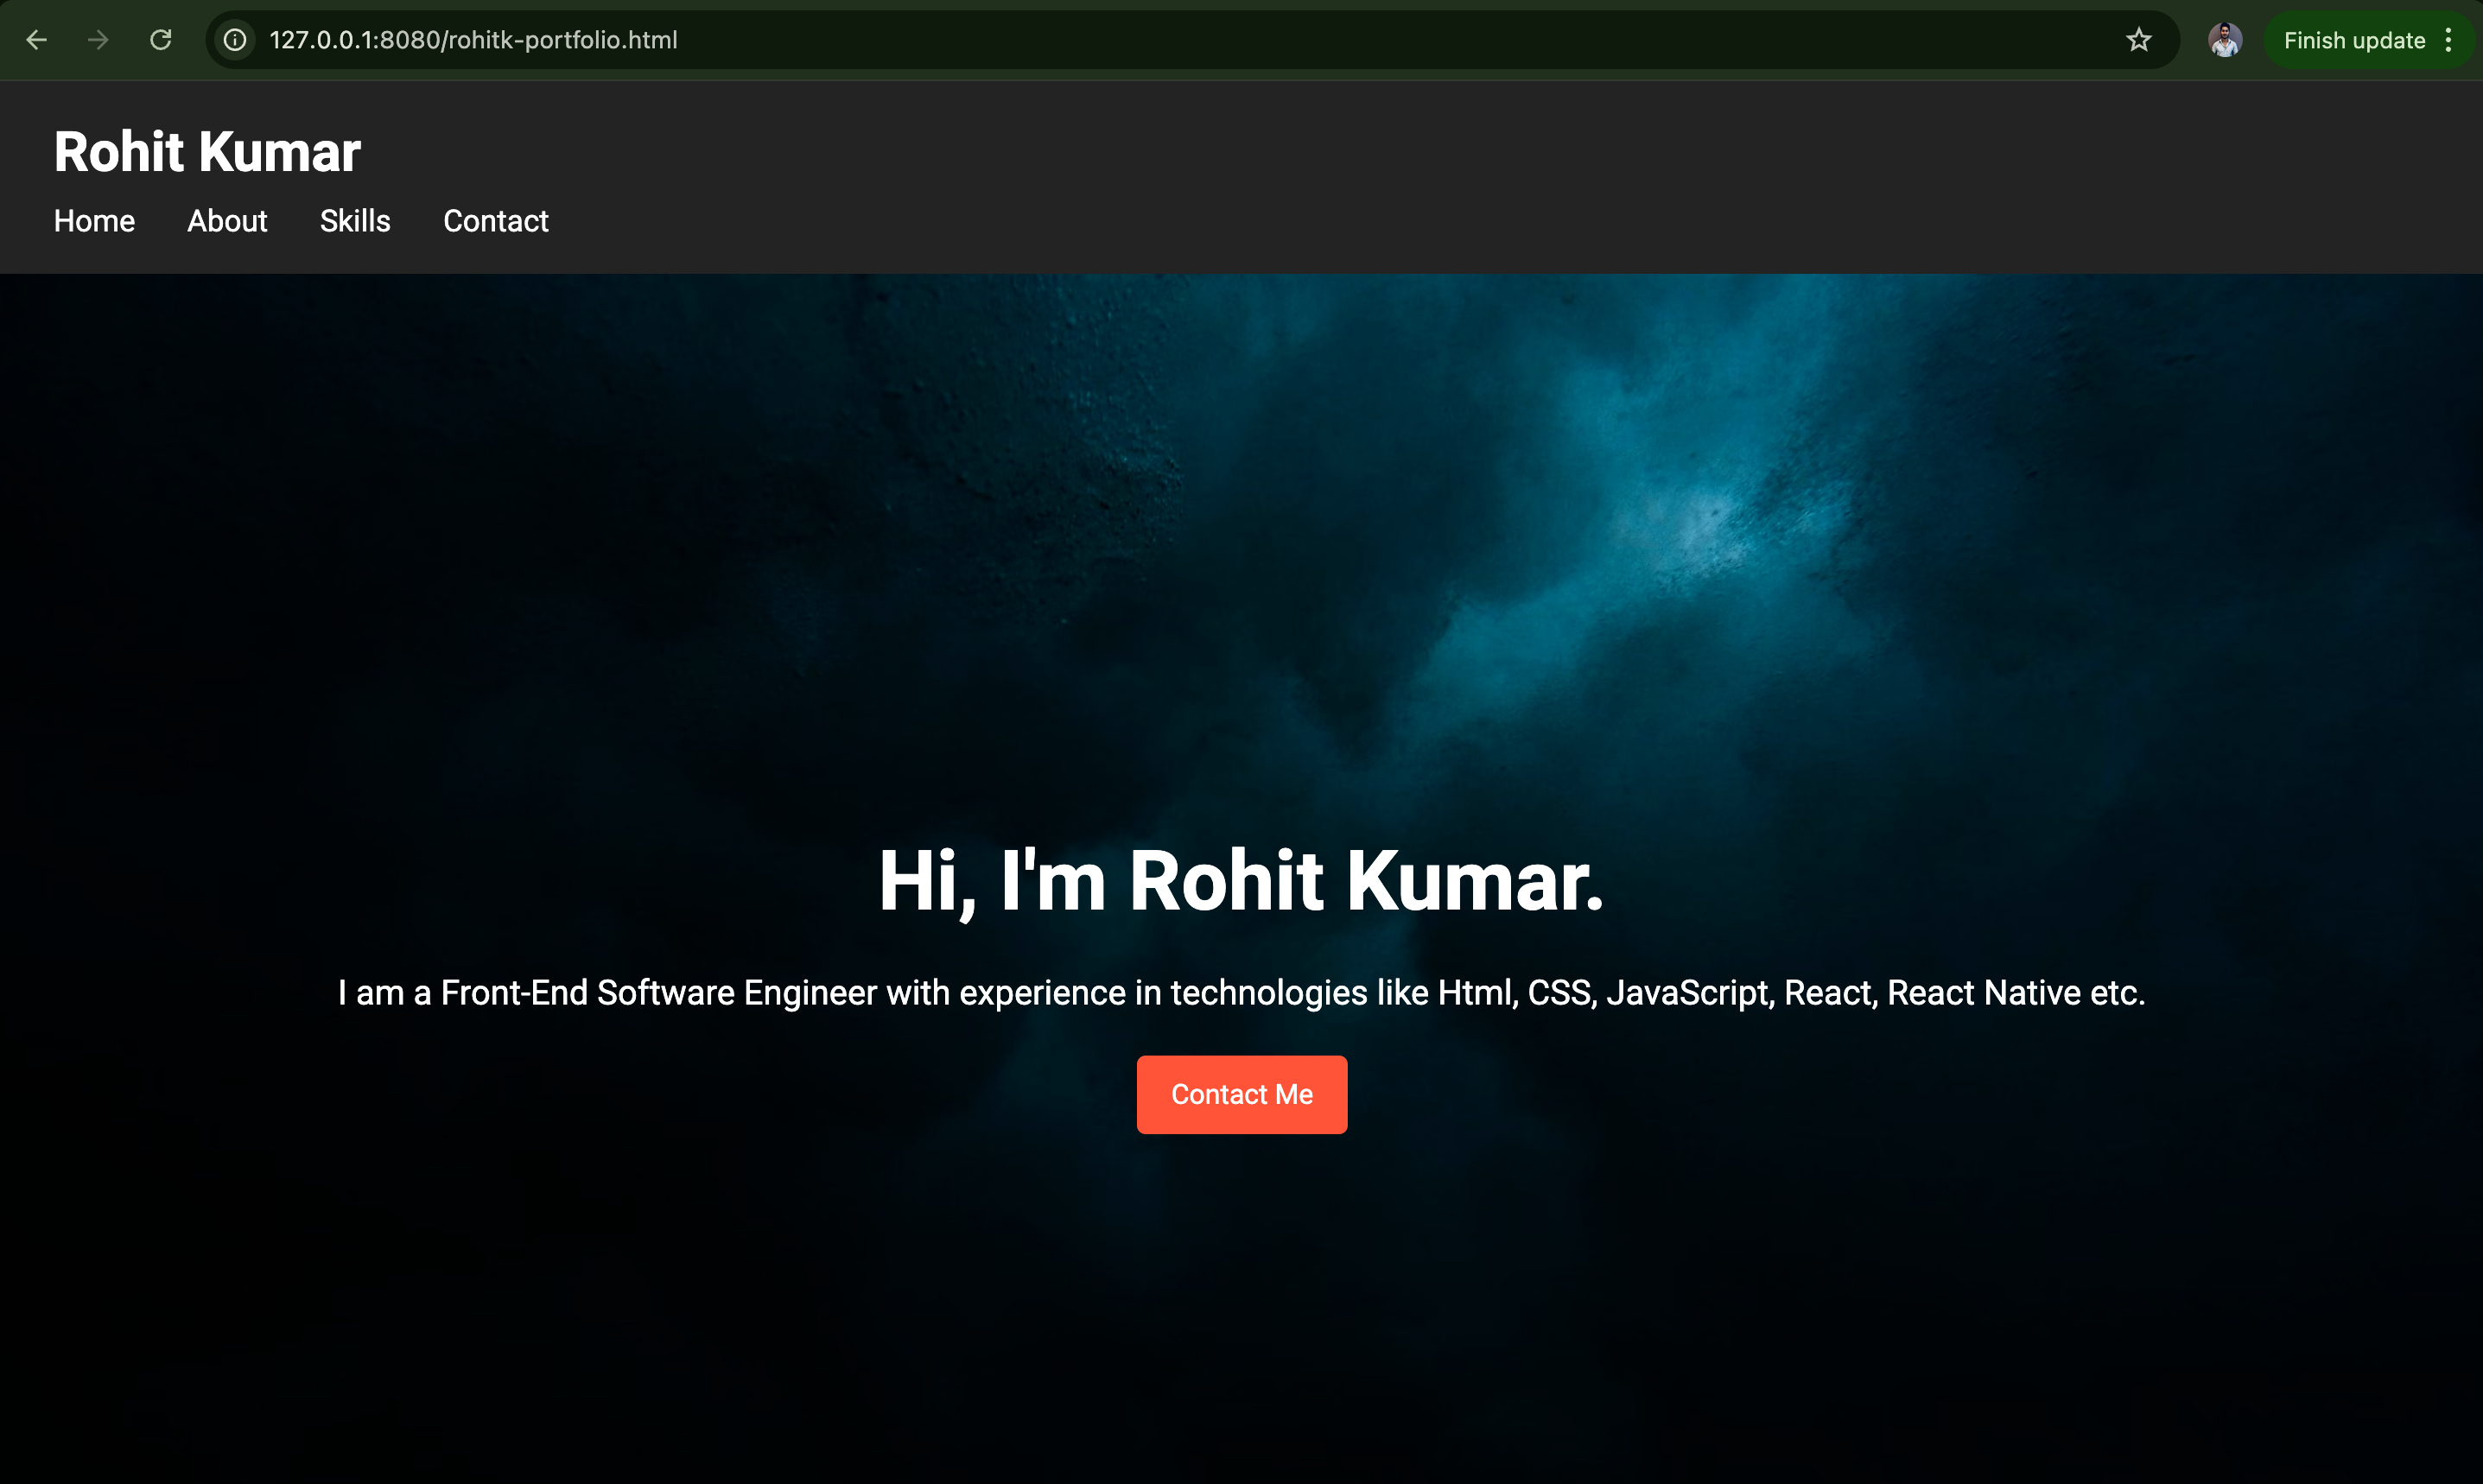 127.0.0.1:8080/rohitk-portfolio.html
Finish update
Rohit Kumar
Home About Skills Contact
Hi, I'm Rohit Kumar.
I am a Front-End Software Engineer with experience in technologies like Html, CSS, JavaScript, React, React Native etc.
Contact Me